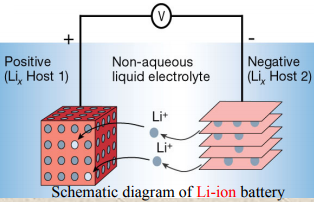 V
+
-
Positive
(Liₓ Host 1)
Non-aqueous
liquid electrolyte
Negative
(Liₓ Host 2)
Li⁺
Li⁺
Schematic diagram of Li-ion battery